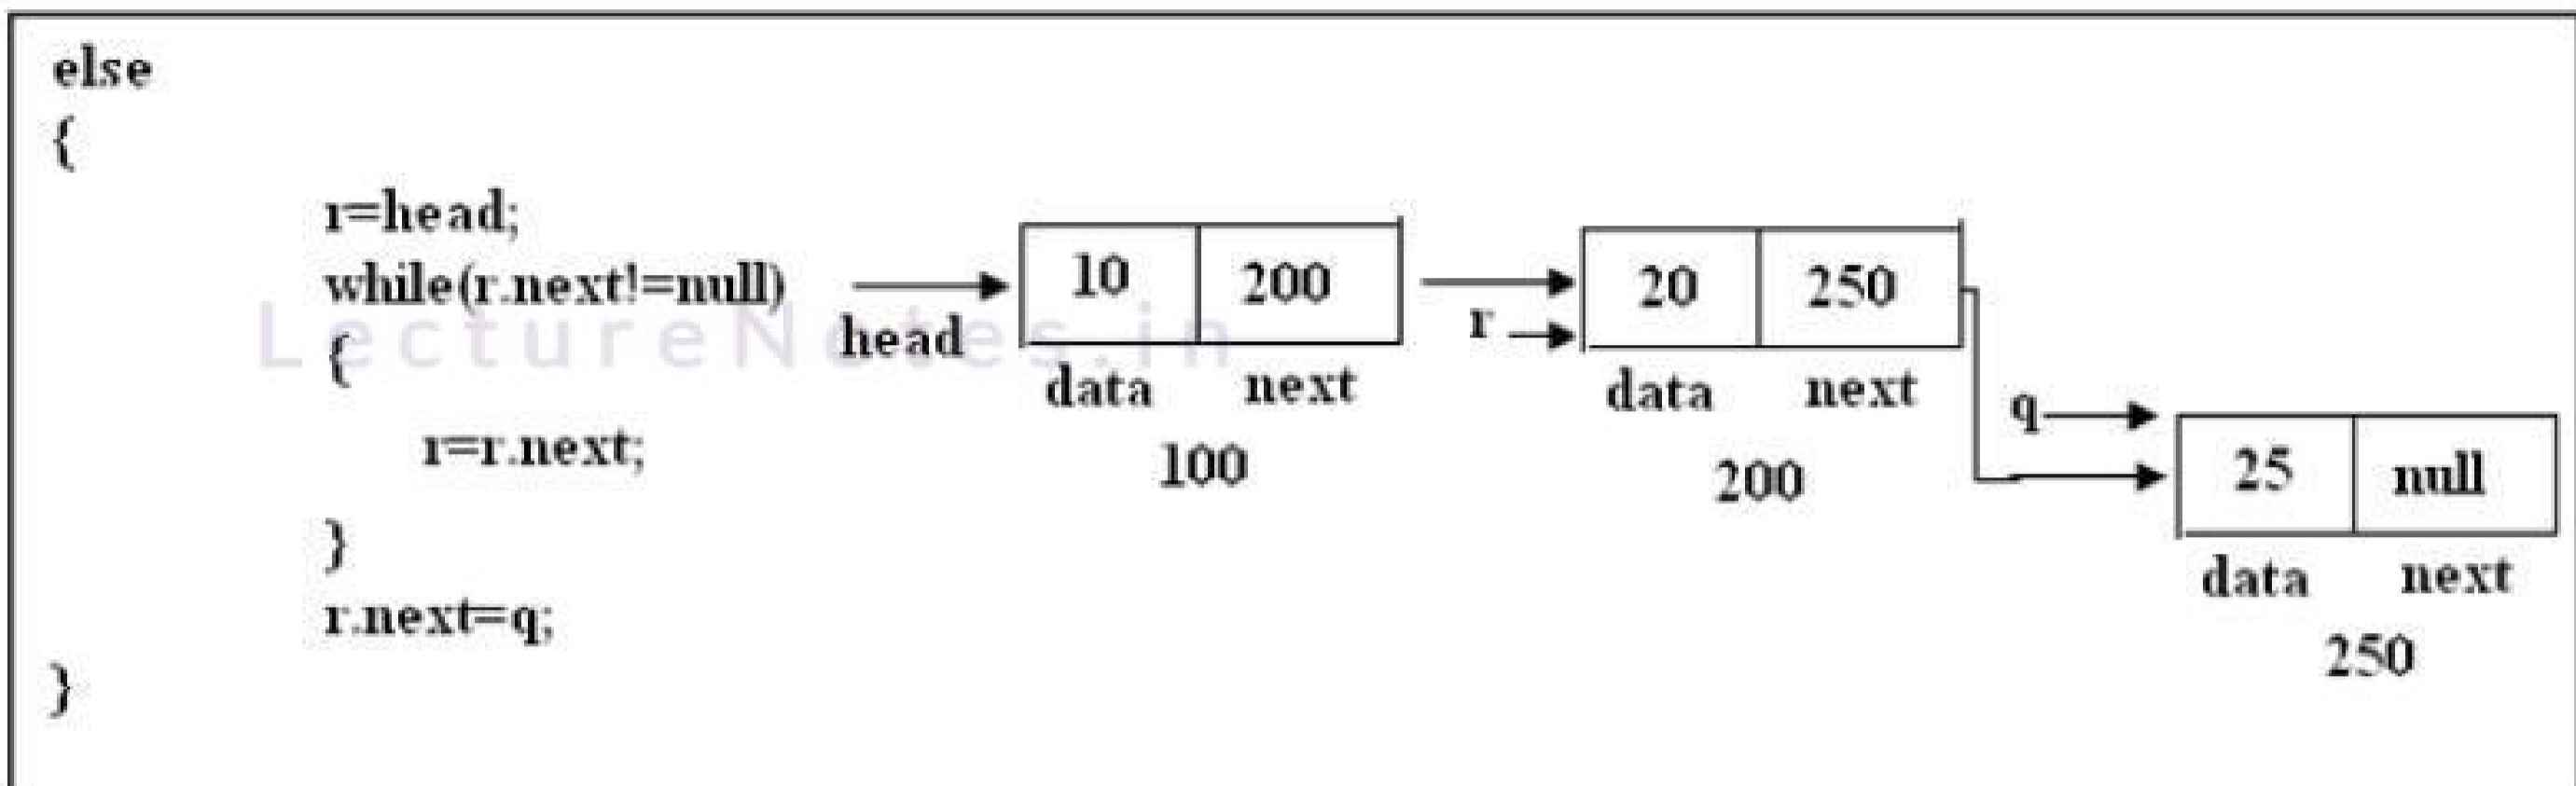 else
{
r=head;
while(r.next!=null)
{
r=r.next;
}
r.next=q;
}
head
10 200
data next
100
r
20 250
data next
200
q
25 null
data next
250
LectureNotes.in